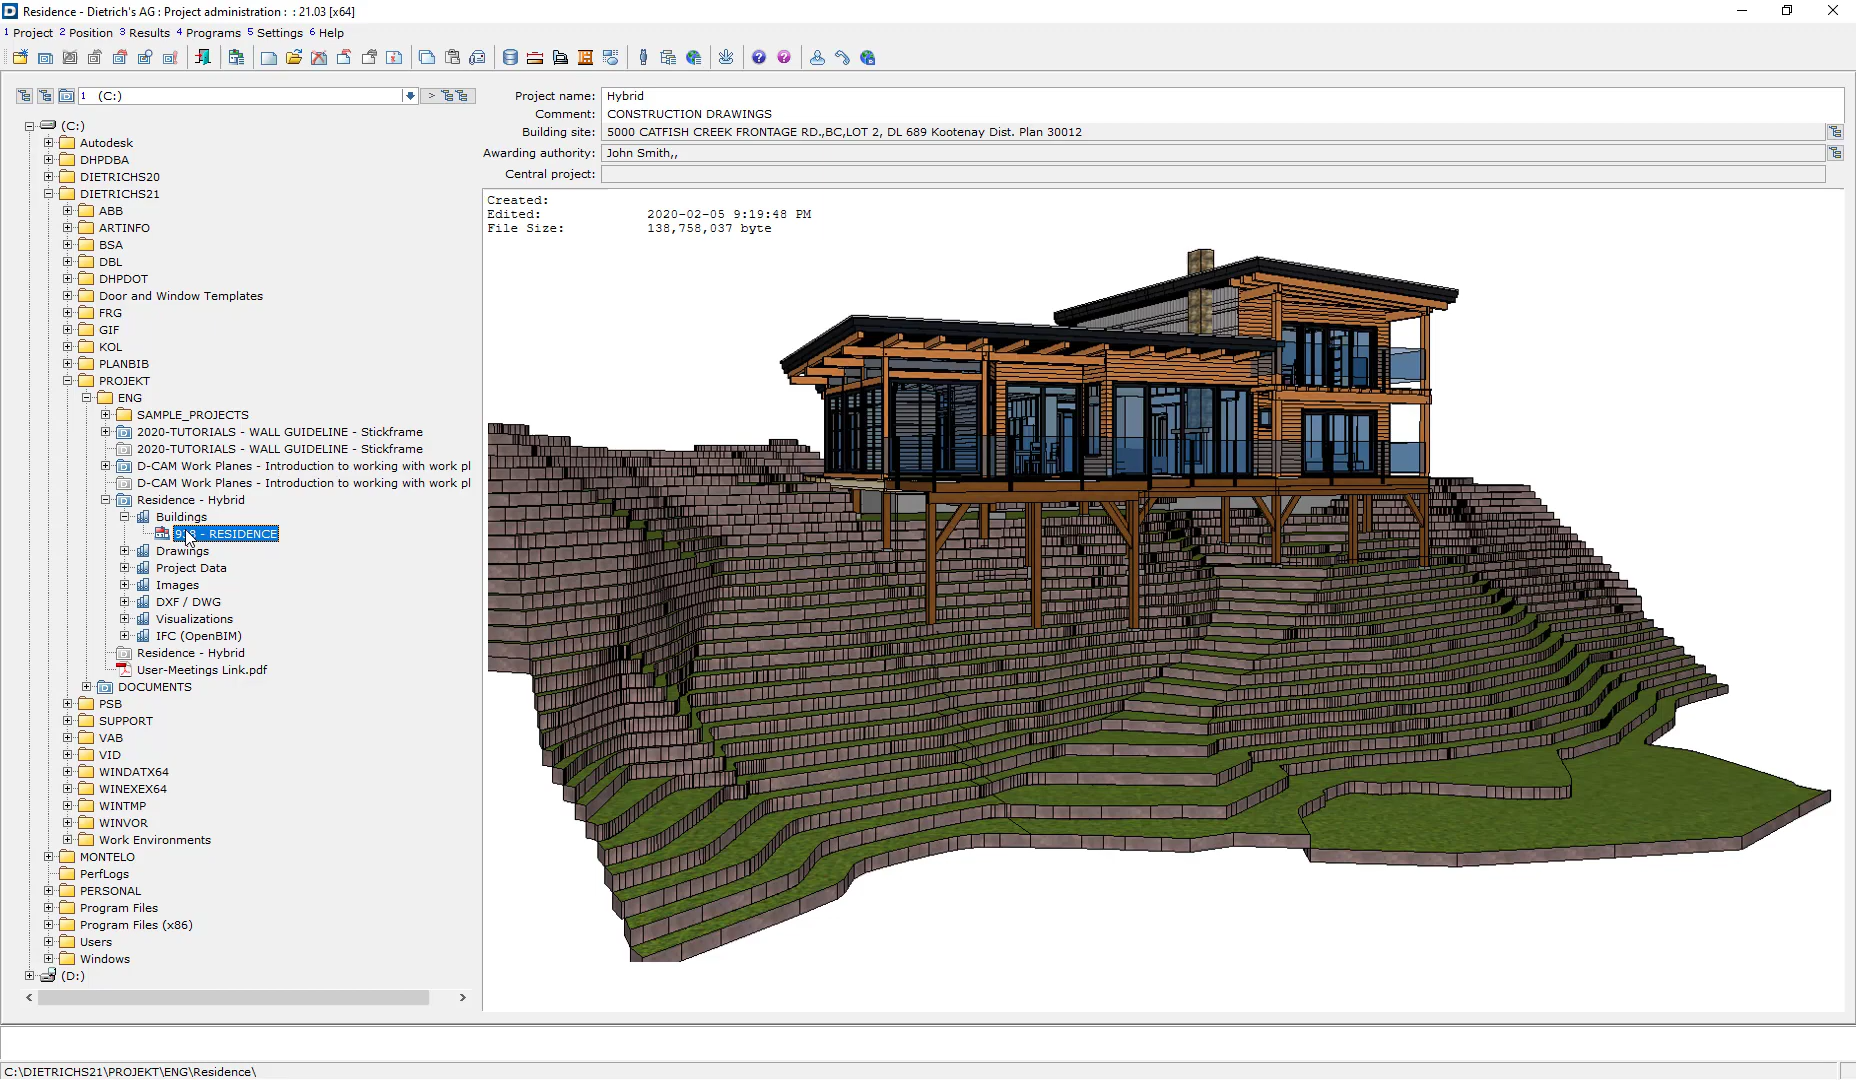 Residence - Dietrich's AG : Project administration : : 21.03 [x64]
1 Project 2 Position 3 Results 4 Programs 5 Settings 6 Help
1 (C:)
>
(C:)
Autodesk
DHPDBA
DIETRICHS20
DIETRICHS21
ABB
ARTINFO
BSA
DBL
DHPDOT
Door and Window Templates
FRG
GIF
KOL
PLANBIB
PROJEKT
ENG
SAMPLE_PROJECTS
2020-TUTORIALS - WALL GUIDELINE - Stickframe
2020-TUTORIALS - WALL GUIDELINE - Stickframe
D-CAM Work Planes - Introduction to working with work pl
D-CAM Work Planes - Introduction to working with work pl
Residence - Hybrid
Buildings
- RESIDENCE
Drawings
Project Data
Images
DXF / DWG
Visualizations
IFC (OpenBIM)
Residence - Hybrid
User-Meetings Link.pdf
DOCUMENTS
PSB
SUPPORT
VAB
VID
WINDATX64
WINEXEX64
WINTMP
WINVOR
Work Environments
MONTELO
PerfLogs
PERSONAL
Program Files
Program Files (x86)
Users
Windows
(D:)
Project name: Hybrid
Comment: CONSTRUCTION DRAWINGS
Building site: 5000 CATFISH CREEK FRONTAGE RD.,BC,LOT 2, DL 689 Kootenay Dist. Plan 30012
Awarding authority: John Smith,,
Central project:
Created:
Edited: 2020-02-05 9:19:48 PM
File Size: 138,758,037 byte
C:\DIETRICHS21\PROJEKT\ENG\Residence\